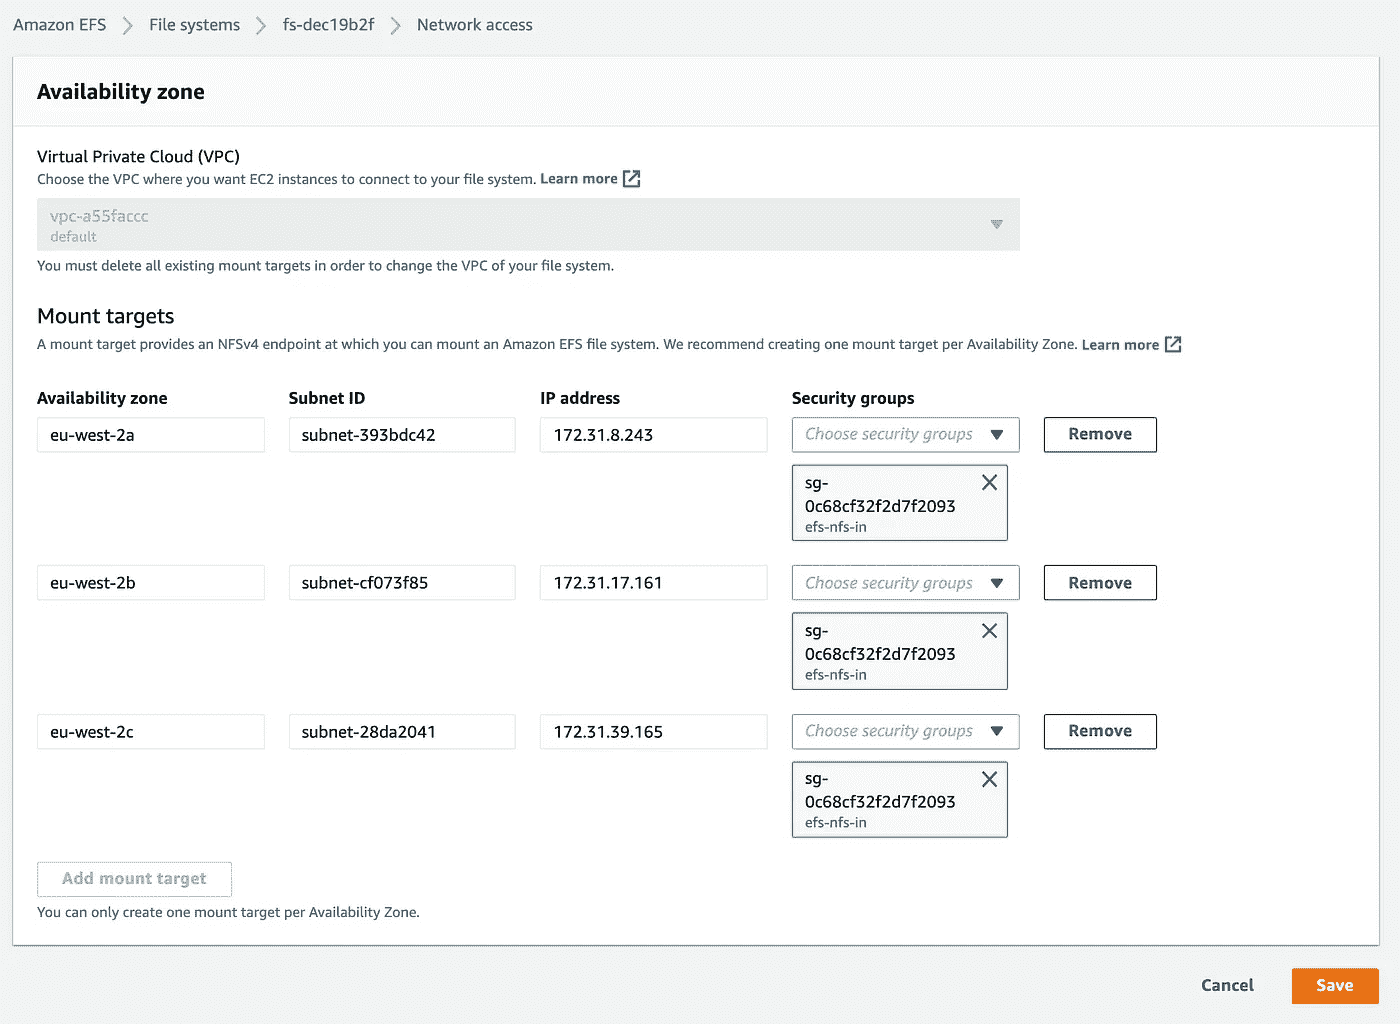 Amazon EFS > File systems > fs-dec19b2f > Network access
Availability zone
Virtual Private Cloud (VPC)
Choose the VPC where you want EC2 instances to connect to your file system. Learn more
vpc-a55faccc
default
You must delete all existing mount targets in order to change the VPC of your file system.
Mount targets
A mount target provides an NFSv4 endpoint at which you can mount an Amazon EFS file system. We recommend creating one mount target per Availability Zone. Learn more
Availability zone Subnet ID IP address Security groups
eu-west-2a subnet-393bdc42 172.31.8.243 Choose security groups Remove
sg-
0c68cf32f2d7f2093
efs-nfs-in
eu-west-2b subnet-cf073f85 172.31.17.161 Choose security groups Remove
sg-
0c68cf32f2d7f2093
efs-nfs-in
eu-west-2c subnet-28da2041 172.31.39.165 Choose security groups Remove
sg-
0c68cf32f2d7f2093
efs-nfs-in
Add mount target
You can only create one mount target per Availability Zone.
Cancel Save